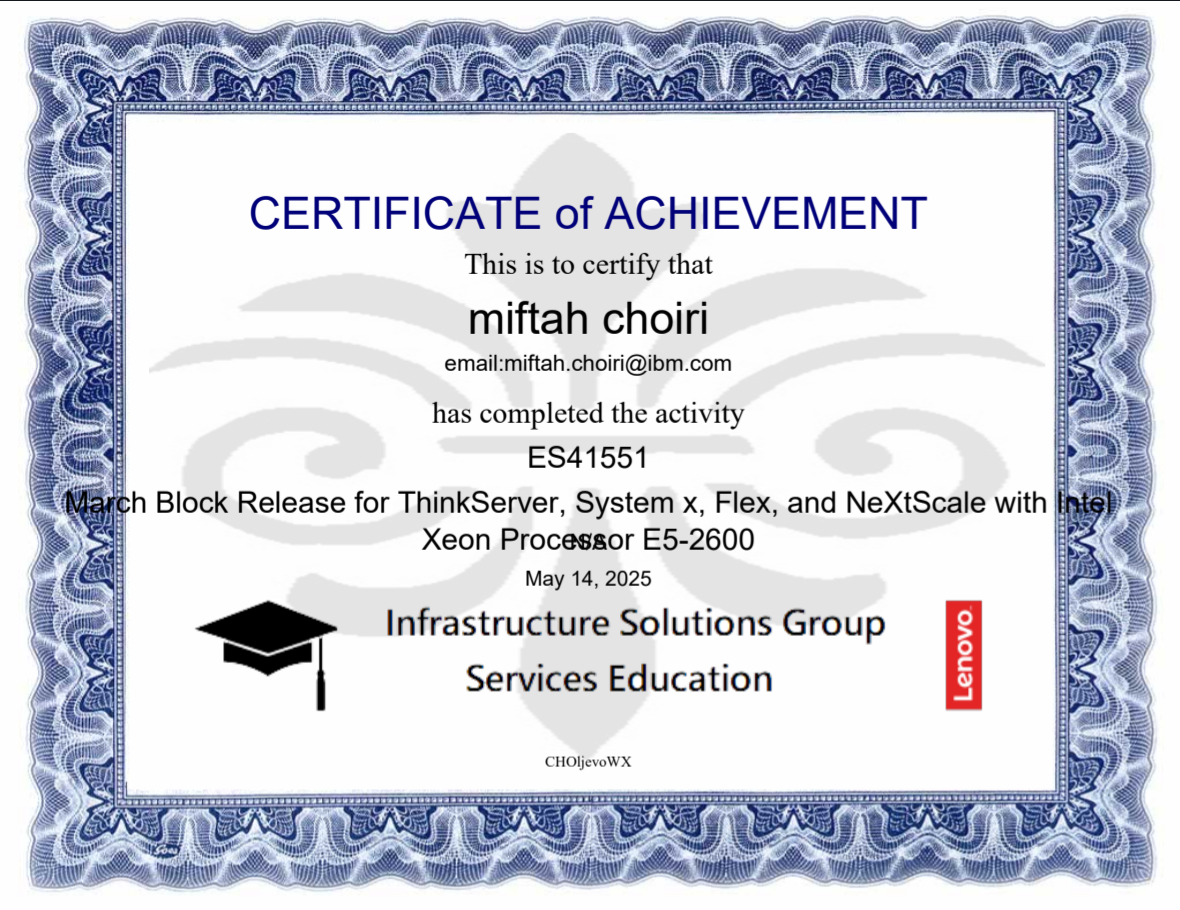 CERTIFICATE of ACHIEVEMENT
This is to certify that
miftah choiri
email:miftah.choiri@ibm.com
has completed the activity
ES41551
March Block Release for ThinkServer, System x, Flex, and NeXtScale with Intel
Xeon Processor E5-2600
N/A
May 14, 2025
Infrastructure Solutions Group
Services Education
Lenovo
CHOljevoWX
Goes